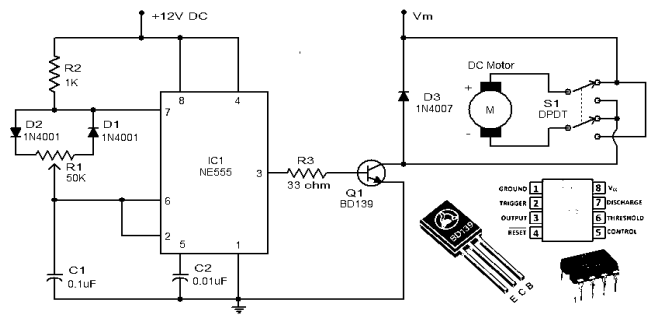 +12V DC
Vm
R2
1K
DC Motor
D2
1N4001
D1
1N4001
7
8
4
D3
1N4007
+
M
-
S1
DPDT
R1
50K
IC1
NE555
3
R3
33 ohm
Q1
BD139
6
2
5
1
C1
0.1uF
C2
0.01uF
BD139
E C B
GROUND 1
TRIGGER 2
OUTPUT 3
RESET 4
8 Vcc
7 DISCHARGE
6 THRESHOLD
5 CONTROL
1